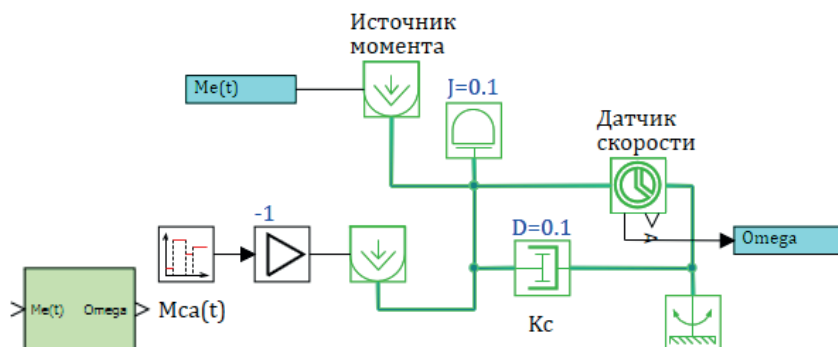 Источник
момента
Me(t)
J=0.1
Датчик
скорости
-1
D=0.1
V
A
Omega
Me(t) Omega
Mca(t)
Kc